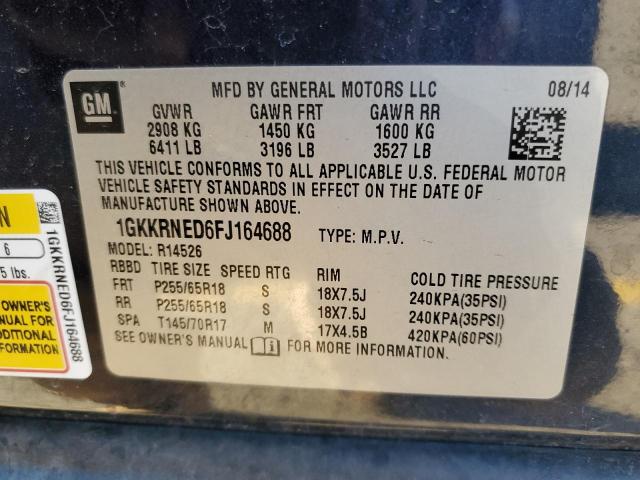 GM
MFD BY GENERAL MOTORS LLC 08/14
GVWR GAWR FRT GAWR RR
2908 KG 1450 KG 1600 KG
6411 LB 3196 LB 3527 LB
THIS VEHICLE CONFORMS TO ALL APPLICABLE U.S. FEDERAL MOTOR
VEHICLE SAFETY STANDARDS IN EFFECT ON THE DATE OF
MANUFACTURE SHOWN ABOVE.
1GKKRNED6FJ164688 TYPE: M.P.V.
MODEL: R14526
RBBD TIRE SIZE SPEED RTG RIM COLD TIRE PRESSURE
FRT P255/65R18 S 18X7.5J 240KPA(35PSI)
RR P255/65R18 S 18X7.5J 240KPA(35PSI)
SPA T145/70R17 M 17X4.5B 420KPA(60PSI)
SEE OWNER'S MANUAL FOR MORE INFORMATION
N
6
5 lbs.
OWNER'S
NUAL FOR
DDITIONAL
FORMATION
1GKKRNED6FJ164688